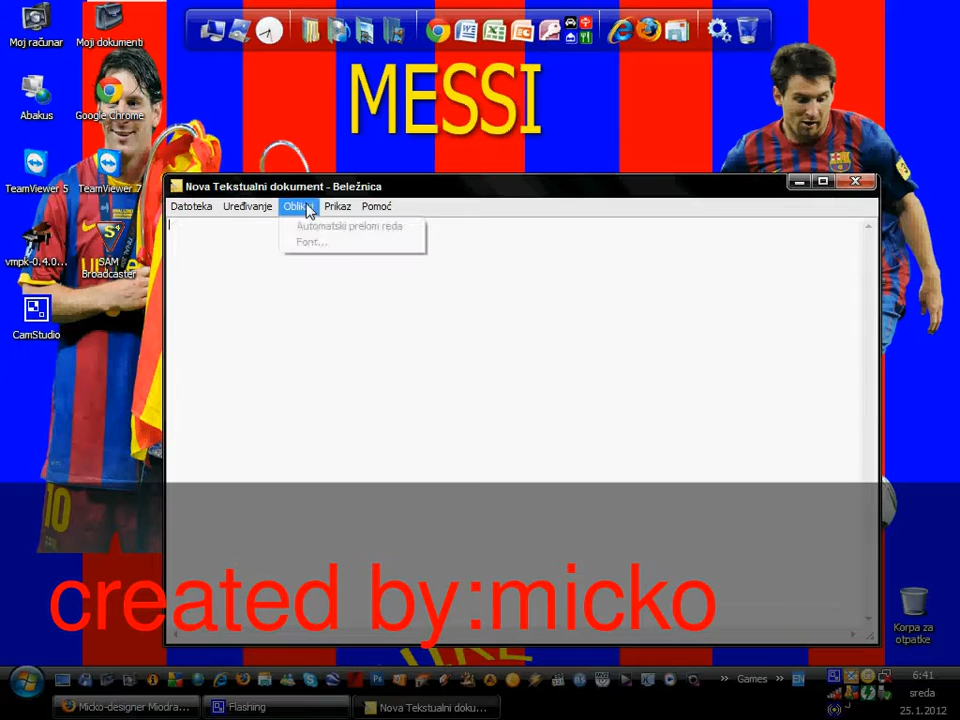 Moj računar
Moji dokumenti
MESSI
Abakus
Google Chrome
TeamViewer 5
TeamViewer 7
Nova Tekstualni dokument - Beležnica
Datoteka Uređivanje Prikaz Pomoć
Automatski prelom reda
Font...
vmpk-0.4.0...
SAM
Broadcaster
CamStudio
10
created by:micko
Korpa za
otpatke
Games
EN
6:41
sreda
25.1.2012
Micko-designer Miodra...
Flashing
Nova Tekstualni doku...